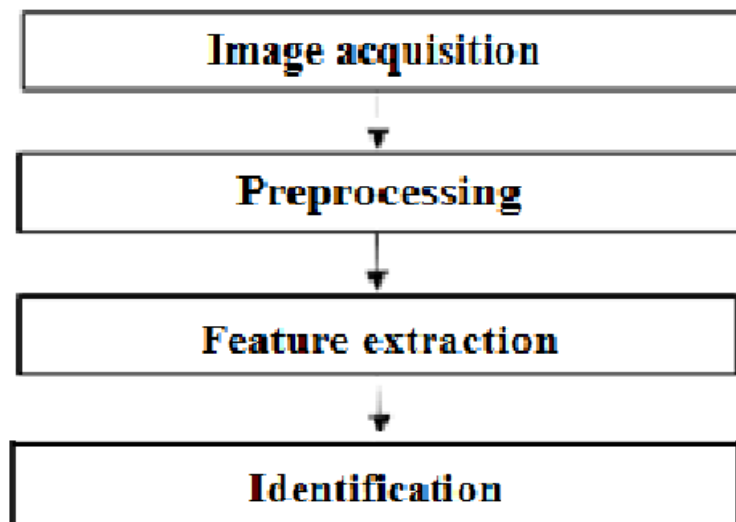 Image acquisition
Preprocessing
Feature extraction
Identification